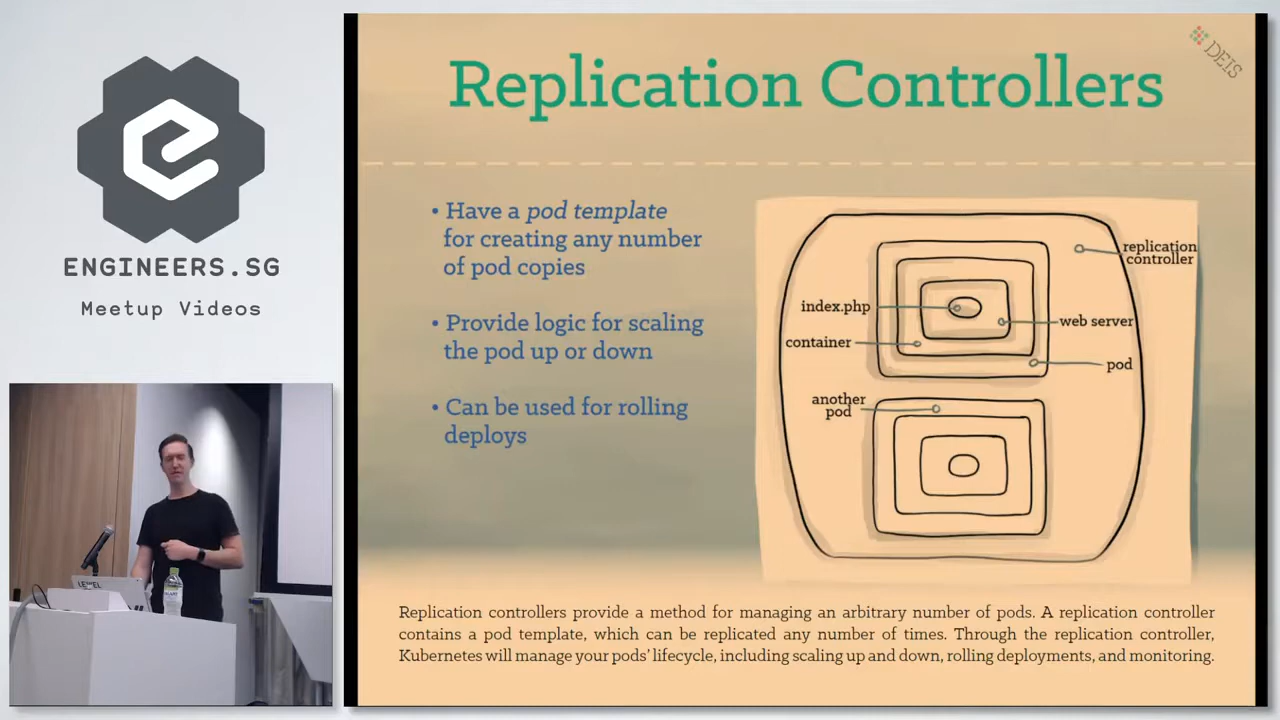 ENGINEERS.SG
Meetup Videos
DEIS
Replication Controllers
• Have a pod template
for creating any number
of pod copies
• Provide logic for scaling
the pod up or down
• Can be used for rolling
deploys
replication
controller
index.php
web server
container
pod
another
pod
Replication controllers provide a method for managing an arbitrary number of pods. A replication controller
contains a pod template, which can be replicated any number of times. Through the replication controller,
Kubernetes will manage your pods' lifecycle, including scaling up and down, rolling deployments, and monitoring.